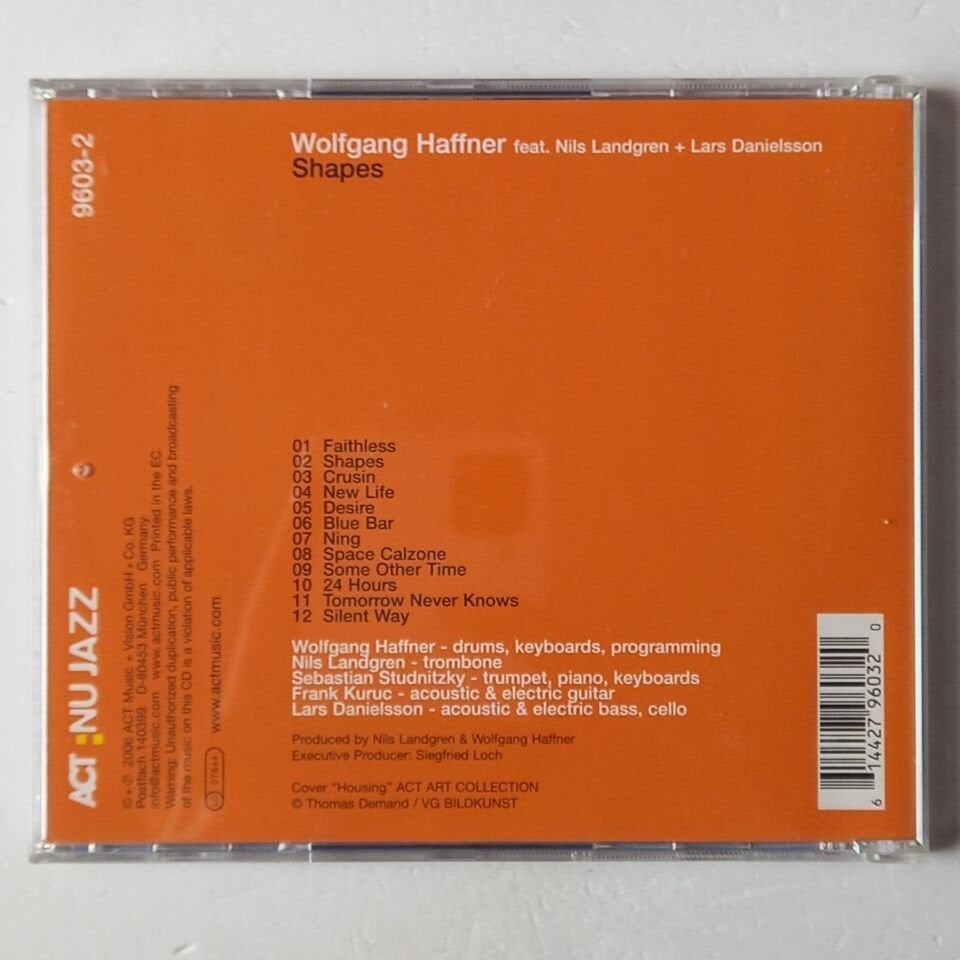 Wolfgang Haffner feat. Nils Landgren + Lars Danielsson
Shapes
01 Faithless
02 Shapes
03 Crusin
04 New Life
05 Desire
06 Blue Bar
07 Ning
08 Space Calzone
09 Some Other Time
10 24 Hours
11 Tomorrow Never Knows
12 Silent Way
Wolfgang Haffner - drums, keyboards, programming
Nils Landgren - trombone
Sebastian Studnitzky - trumpet, piano, keyboards
Frank Kuruc - acoustic & electric guitar
Lars Danielsson - acoustic & electric bass, cello
Produced by Nils Landgren & Wolfgang Haffner
Executive Producer: Siegfried Loch
Cover "Housing" ACT ART COLLECTION
© Thomas Demand / VG BILDKUNST
ACT :NU JAZZ
9603-2
© + ℗ 2006 ACT Music + Vision GmbH + Co. KG
Postfach 140399 D-80453 München Germany
info@actmusic.com www.actmusic.com Printed in the EC.
Warning: Unauthorized duplication, public performance and broadcasting
of the music on this CD is a violation of applicable laws.
LC 07644 www.actmusic.com
6 14427 96032 0